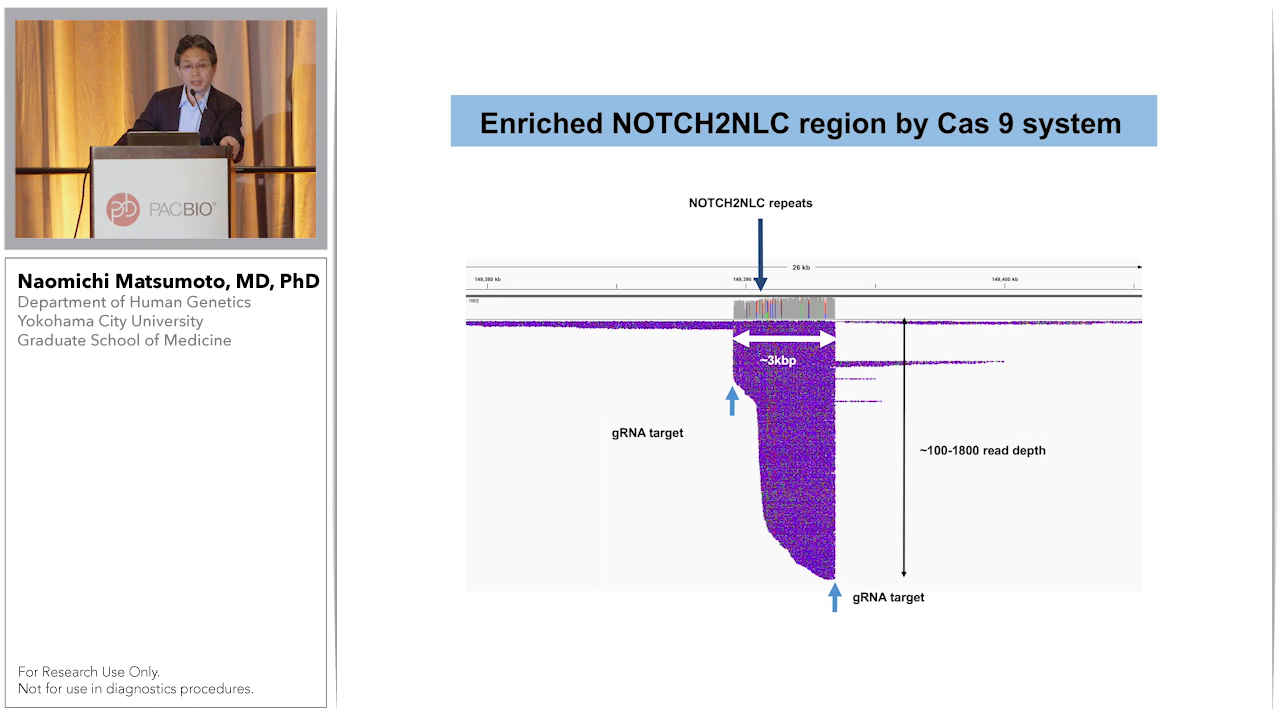 PACBIO®
Naomichi Matsumoto, MD, PhD
Department of Human Genetics
Yokohama City University
Graduate School of Medicine
For Research Use Only.
Not for use in diagnostics procedures.
Enriched NOTCH2NLC region by Cas 9 system
NOTCH2NLC repeats
26 kb
149,380 kb
149,390
149,400 kb
~3kbp
gRNA target
~100-1800 read depth
gRNA target